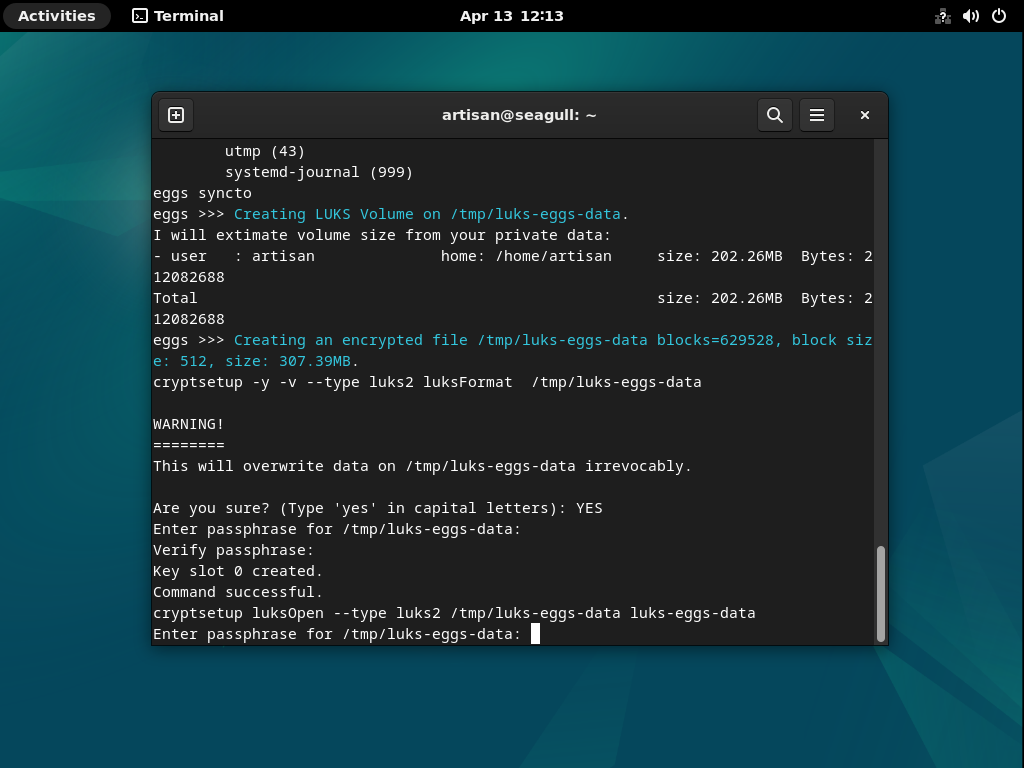 Activities Terminal Apr 13 12:13
artisan@seagull: ~
utmp (43)
systemd-journal (999)
eggs syncto
eggs >>> Creating LUKS Volume on /tmp/luks-eggs-data.
I will extimate volume size from your private data:
- user   : artisan              home: /home/artisan     size: 202.26MB  Bytes: 2
12082688
Total                                                   size: 202.26MB  Bytes: 2
12082688
eggs >>> Creating an encrypted file /tmp/luks-eggs-data blocks=629528, block siz
e: 512, size: 307.39MB.
cryptsetup -y -v --type luks2 luksFormat  /tmp/luks-eggs-data
WARNING!
========
This will overwrite data on /tmp/luks-eggs-data irrevocably.
Are you sure? (Type 'yes' in capital letters): YES
Enter passphrase for /tmp/luks-eggs-data:
Verify passphrase:
Key slot 0 created.
Command successful.
cryptsetup luksOpen --type luks2 /tmp/luks-eggs-data luks-eggs-data
Enter passphrase for /tmp/luks-eggs-data: